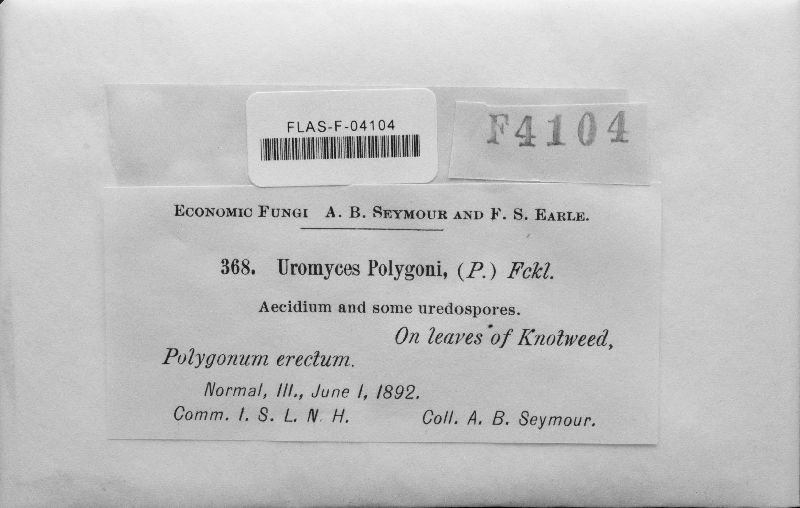 FLAS-F-04104
F4104
Economic Fungi A. B. Seymour and F. S. Earle.
368. Uromyces Polygoni, (P.) Fckl.
Aecidium and some uredospores.
On leaves of Knotweed,
Polygonum erectum.
Normal, Ill., June 1, 1892.
Comm. I. S. L. N. H. Coll. A. B. Seymour.